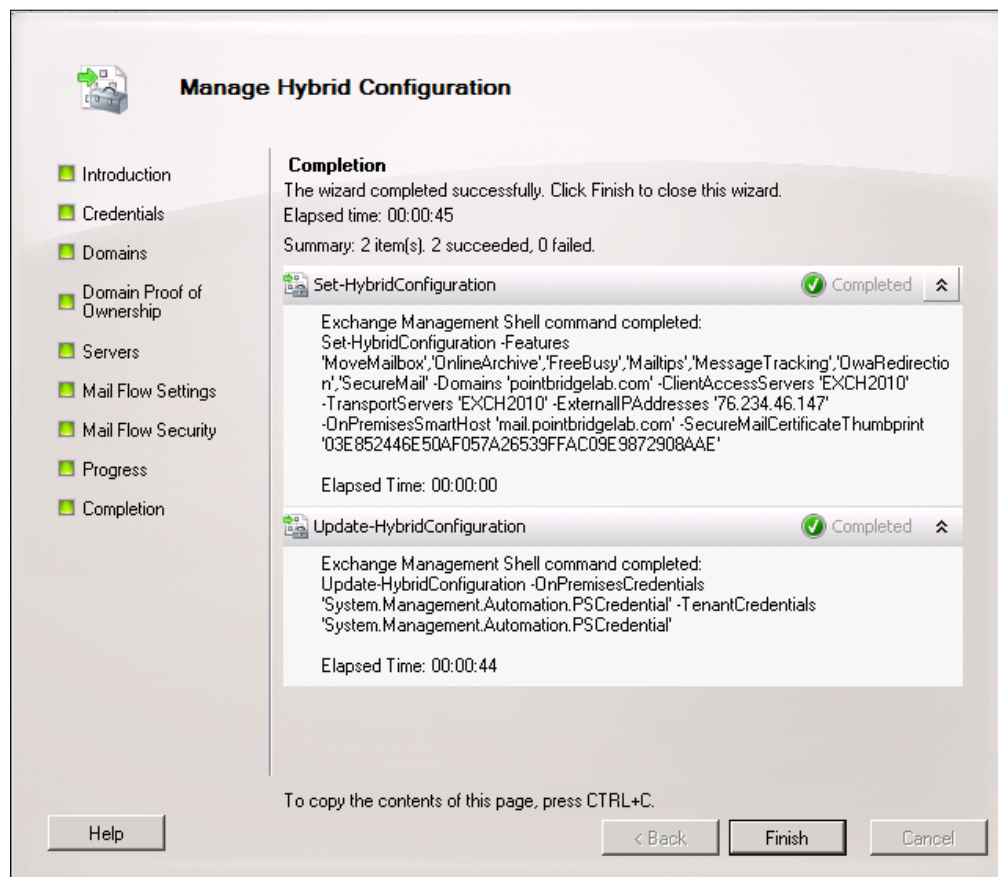 Manage Hybrid Configuration
Introduction
Credentials
Domains
Domain Proof of
Ownership
Servers
Mail Flow Settings
Mail Flow Security
Progress
Completion
Completion
The wizard completed successfully. Click Finish to close this wizard.
Elapsed time: 00:00:45
Summary: 2 item(s). 2 succeeded, 0 failed.
Set-HybridConfiguration
Completed
Exchange Management Shell command completed:
Set-HybridConfiguration -Features
'MoveMailbox','OnlineArchive','FreeBusy','Mailtips','MessageTracking','OwaRedirectio
n','SecureMail' -Domains 'pointbridgelab.com' -ClientAccessServers 'EXCH2010'
-TransportServers 'EXCH2010' -ExternalIPAddresses '76.234.46.147'
-OnPremisesSmartHost 'mail.pointbridgelab.com' -SecureMailCertificateThumbprint
'03E852446E50AF057A26539FFAC09E9872908AAE'
Elapsed Time: 00:00:00
Update-HybridConfiguration
Completed
Exchange Management Shell command completed:
Update-HybridConfiguration -OnPremisesCredentials
'System.Management.Automation.PSCredential' -TenantCredentials
'System.Management.Automation.PSCredential'
Elapsed Time: 00:00:44
To copy the contents of this page, press CTRL+C.
Help
< Back
Finish
Cancel